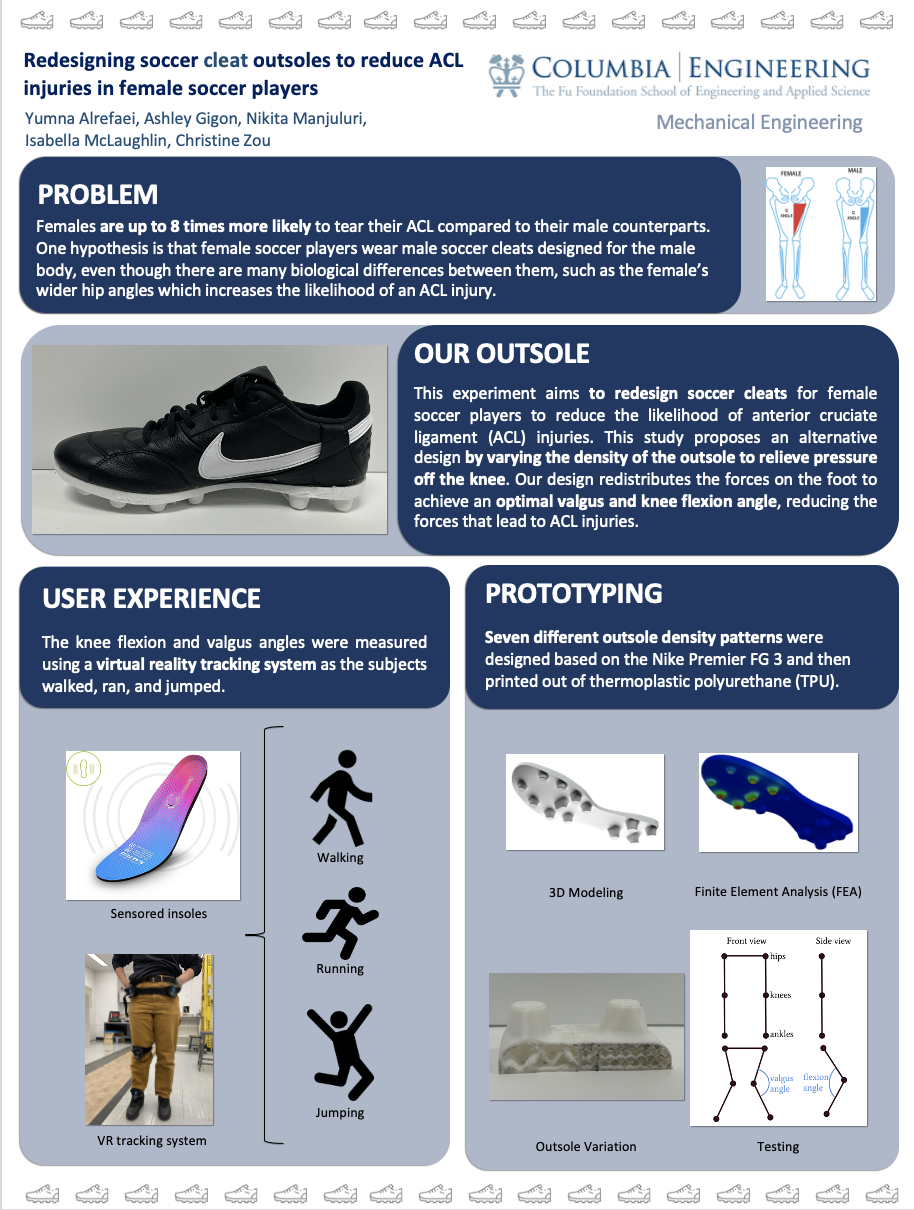 Redesigning soccer cleat outsoles to reduce ACL
injuries in female soccer players
Yumna Alrefaei, Ashley Gigon, Nikita Manjuluri,
Isabella McLaughlin, Christine Zou
COLUMBIA | ENGINEERING
The Fu Foundation School of Engineering and Applied Science
Mechanical Engineering
PROBLEM
Females are up to 8 times more likely to tear their ACL compared to their male counterparts.
One hypothesis is that female soccer players wear male soccer cleats designed for the male
body, even though there are many biological differences between them, such as the female's
wider hip angles which increases the likelihood of an ACL injury.
FEMALE
MALE
Q
ANGLE
Q
ANGLE
OUR OUTSOLE
This experiment aims to redesign soccer cleats for female
soccer players to reduce the likelihood of anterior cruciate
ligament (ACL) injuries. This study proposes an alternative
design by varying the density of the outsole to relieve pressure
off the knee. Our design redistributes the forces on the foot to
achieve an optimal valgus and knee flexion angle, reducing the
forces that lead to ACL injuries.
USER EXPERIENCE
The knee flexion and valgus angles were measured
using a virtual reality tracking system as the subjects
walked, ran, and jumped.
Sensored insoles
VR tracking system
Walking
Running
Jumping
PROTOTYPING
Seven different outsole density patterns were
designed based on the Nike Premier FG 3 and then
printed out of thermoplastic polyurethane (TPU).
3D Modeling
Finite Element Analysis (FEA)
Outsole Variation
Front view
Side view
hips
knees
ankles
valgus
angle
flexion
angle
Testing